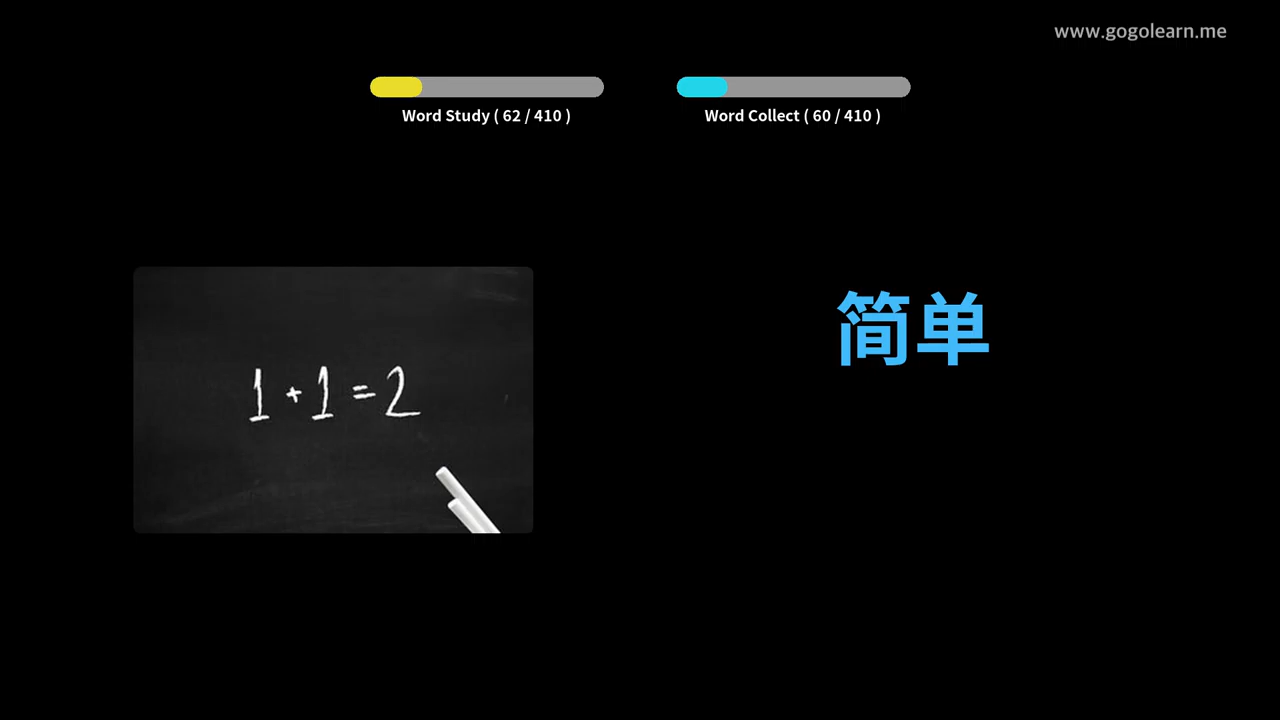 www.gogolearn.me
Word Study ( 62 / 410 )
Word Collect ( 60 / 410 )
简单
1 + 1 = 2